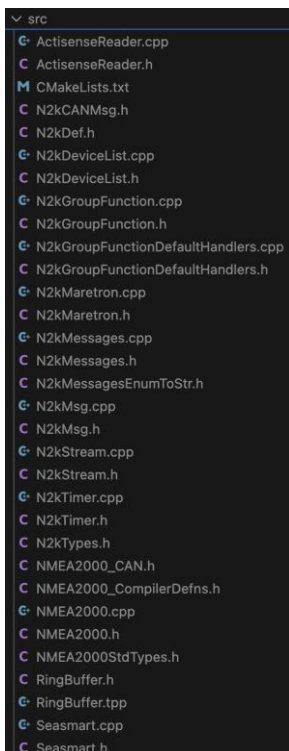 src
ActisenseReader.cpp
ActisenseReader.h
CMakeLists.txt
N2kCANMsg.h
N2kDef.h
N2kDeviceList.cpp
N2kDeviceList.h
N2kGroupFunction.cpp
N2kGroupFunction.h
N2kGroupFunctionDefaultHandlers.cpp
N2kGroupFunctionDefaultHandlers.h
N2kMaretron.cpp
N2kMaretron.h
N2kMessages.cpp
N2kMessages.h
N2kMessagesEnumToStr.h
N2kMsg.cpp
N2kMsg.h
N2kStream.cpp
N2kStream.h
N2kTimer.cpp
N2kTimer.h
N2kTypes.h
NMEA2000_CAN.h
NMEA2000_CompilerDefns.h
NMEA2000.cpp
NMEA2000.h
NMEA2000StdTypes.h
RingBuffer.h
RingBuffer.tpp
Seasmart.cpp
Seasmart.h